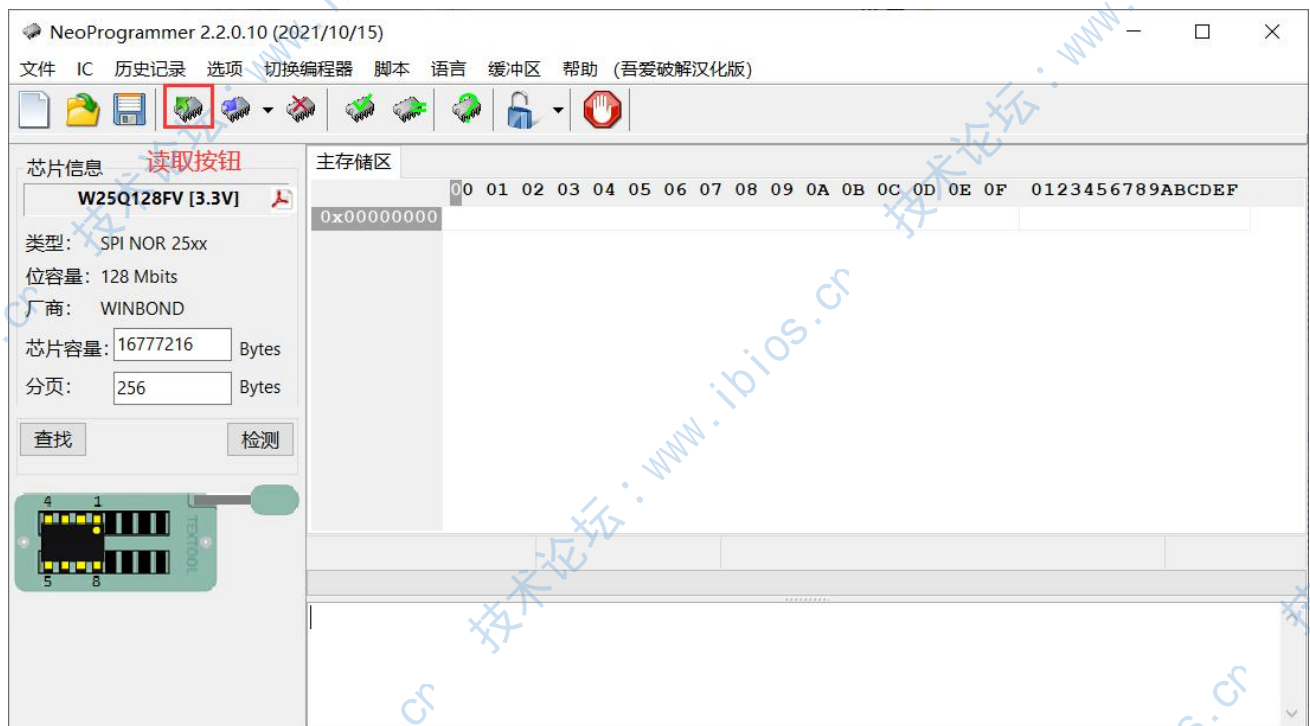 NeoProgrammer 2.2.0.10 (2021/10/15)
文件 IC 历史记录 选项 切换编程器 脚本 语言 缓冲区 帮助 (吾爱破解汉化版)
读取按钮
芯片信息
W25Q128FV [3.3V]
类型: SPI NOR 25xx
位容量: 128 Mbits
厂商: WINBOND
芯片容量: 16777216 Bytes
分页: 256 Bytes
查找 检测
4 1
TEXTOOL
5 8
主存储区
00 01 02 03 04 05 06 07 08 09 0A 0B 0C 0D 0E 0F 0123456789ABCDEF
0x00000000
技术论坛:www.ibios.cn